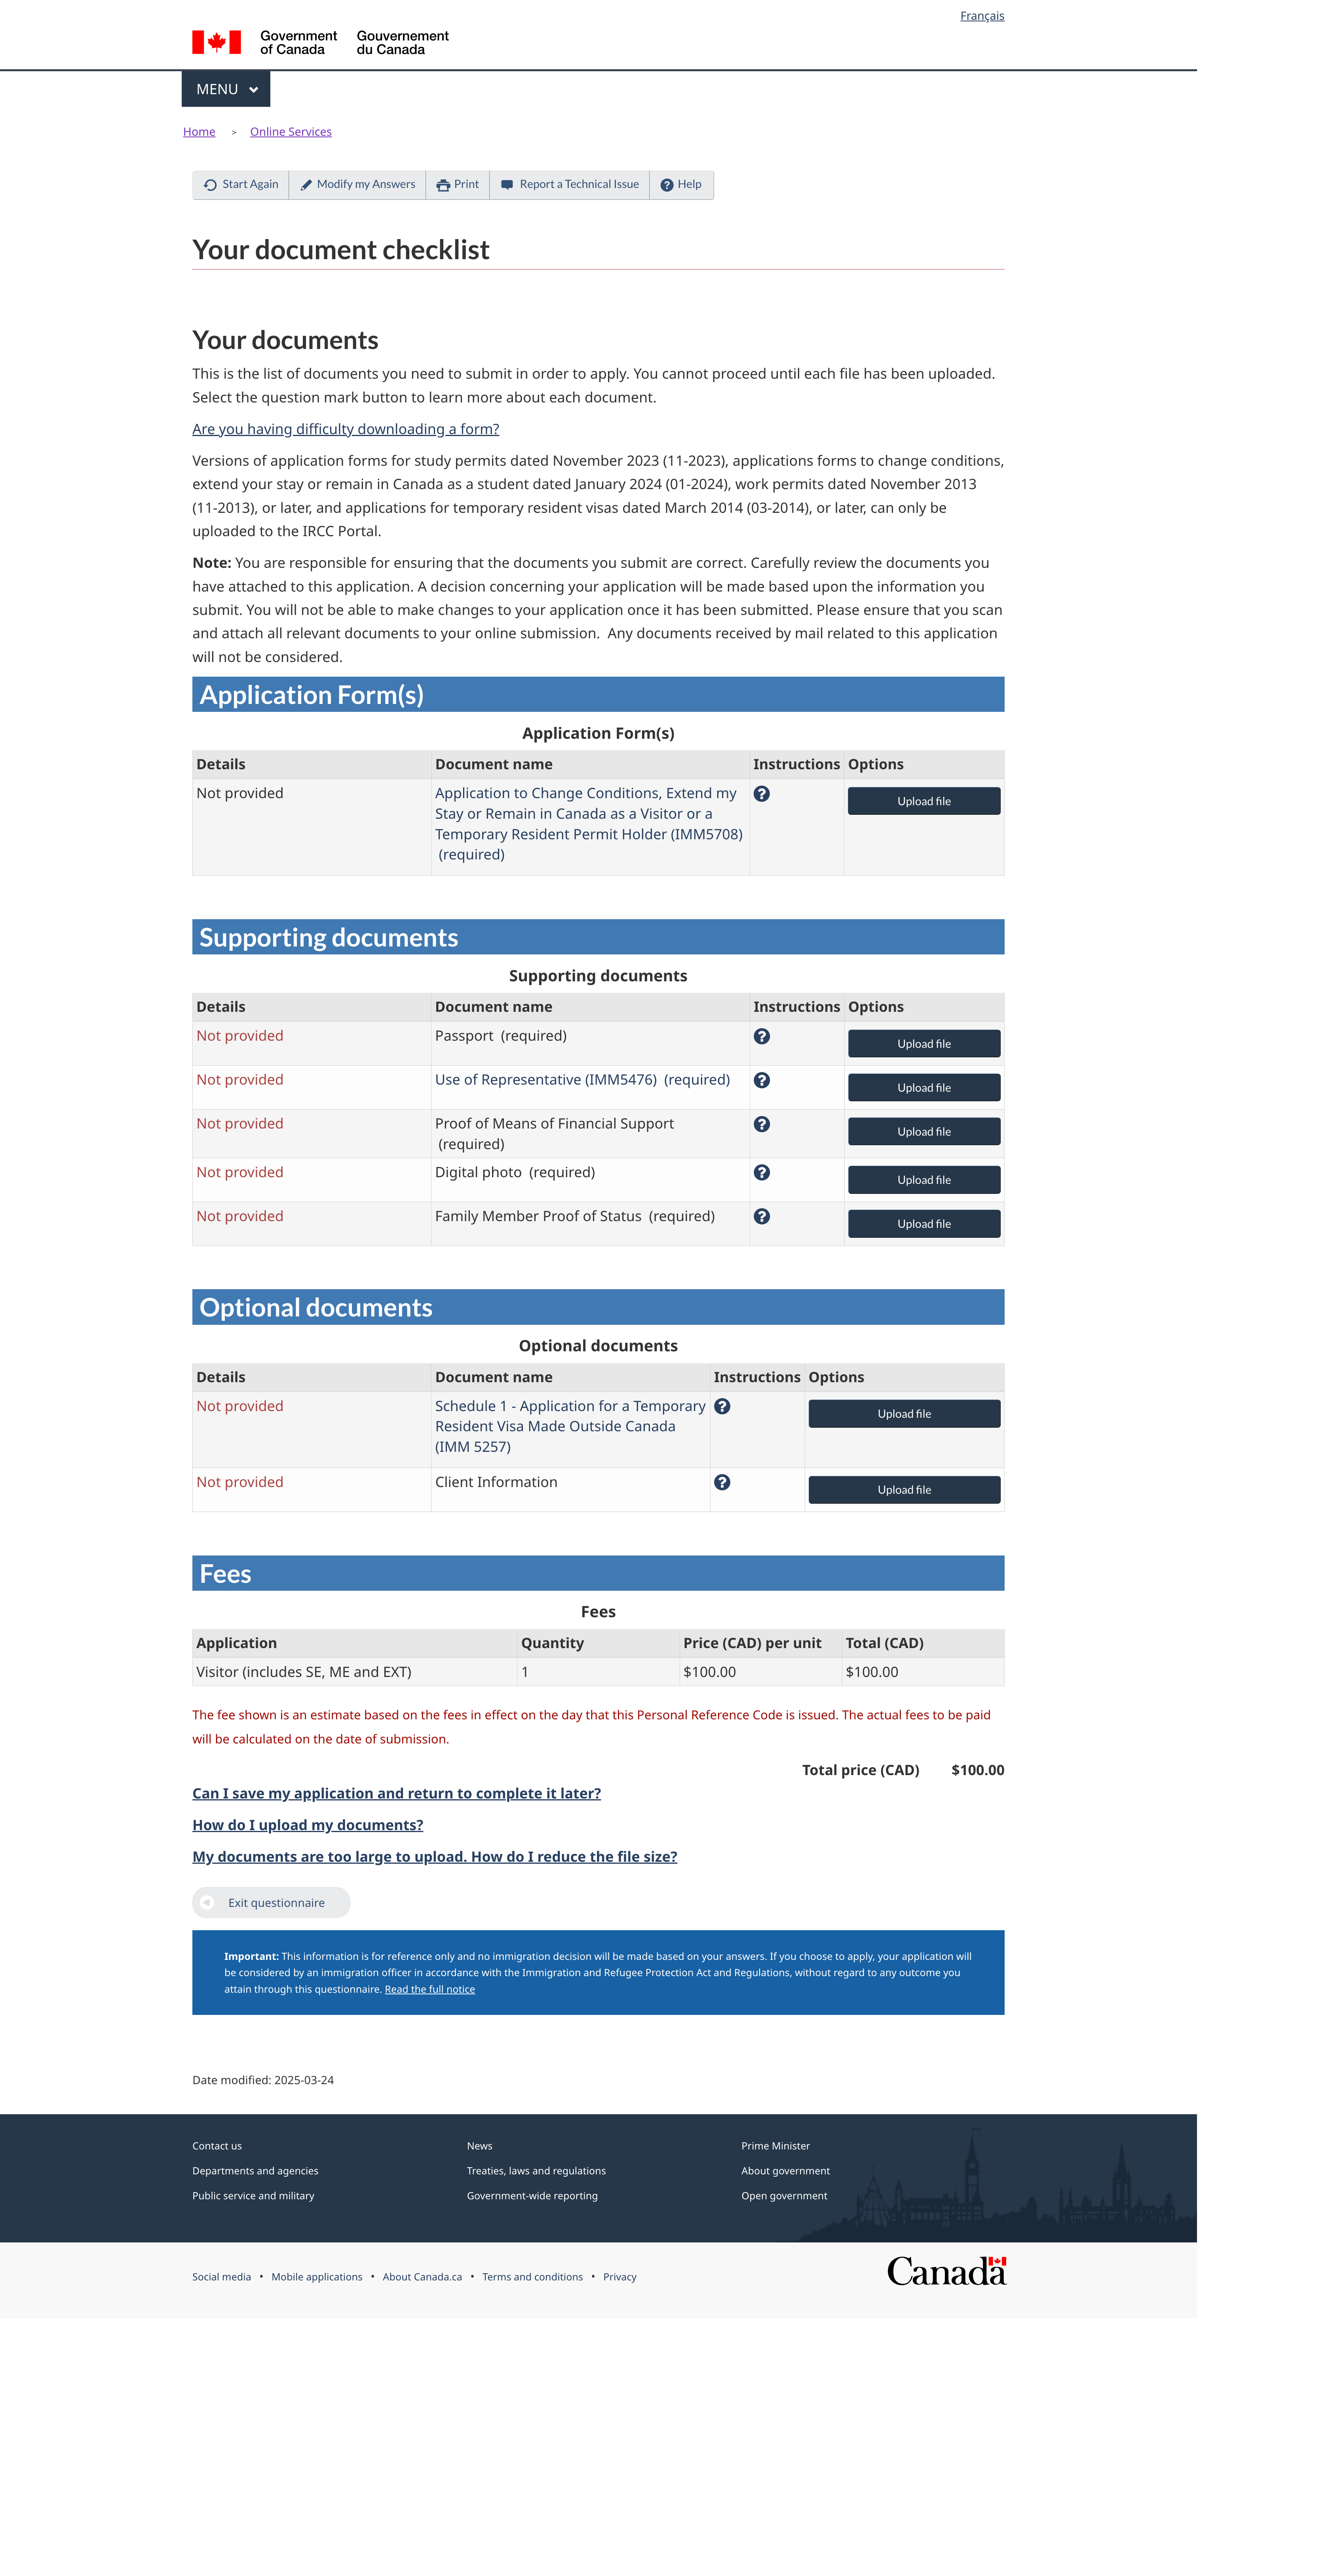 Français
Government of Canada
Gouvernement du Canada
MENU
Home > Online Services
Start Again Modify my Answers Print Report a Technical Issue Help
Your document checklist
Your documents
This is the list of documents you need to submit in order to apply. You cannot proceed until each file has been uploaded.
Select the question mark button to learn more about each document.
Are you having difficulty downloading a form?
Versions of application forms for study permits dated November 2023 (11-2023), applications forms to change conditions,
extend your stay or remain in Canada as a student dated January 2024 (01-2024), work permits dated November 2013
(11-2013), or later, and applications for temporary resident visas dated March 2014 (03-2014), or later, can only be
uploaded to the IRCC Portal.
Note: You are responsible for ensuring that the documents you submit are correct. Carefully review the documents you
have attached to this application. A decision concerning your application will be made based upon the information you
submit. You will not be able to make changes to your application once it has been submitted. Please ensure that you scan
and attach all relevant documents to your online submission.  Any documents received by mail related to this application
will not be considered.
Application Form(s)
Application Form(s)
Details Document name Instructions Options
Not provided Application to Change Conditions, Extend my Upload file
Stay or Remain in Canada as a Visitor or a
Temporary Resident Permit Holder (IMM5708)
(required)
Supporting documents
Supporting documents
Details Document name Instructions Options
Not provided Passport (required) Upload file
Not provided Use of Representative (IMM5476) (required) Upload file
Not provided Proof of Means of Financial Support Upload file
(required)
Not provided Digital photo (required) Upload file
Not provided Family Member Proof of Status (required) Upload file
Optional documents
Optional documents
Details Document name Instructions Options
Not provided Schedule 1 - Application for a Temporary Upload file
Resident Visa Made Outside Canada
(IMM 5257)
Not provided Client Information Upload file
Fees
Fees
Application Quantity Price (CAD) per unit Total (CAD)
Visitor (includes SE, ME and EXT) 1 $100.00 $100.00
The fee shown is an estimate based on the fees in effect on the day that this Personal Reference Code is issued. The actual fees to be paid
will be calculated on the date of submission.
Total price (CAD) $100.00
Can I save my application and return to complete it later?
How do I upload my documents?
My documents are too large to upload. How do I reduce the file size?
Exit questionnaire
Important: This information is for reference only and no immigration decision will be made based on your answers. If you choose to apply, your application will
be considered by an immigration officer in accordance with the Immigration and Refugee Protection Act and Regulations, without regard to any outcome you
attain through this questionnaire. Read the full notice
Date modified: 2025-03-24
Contact us News Prime Minister
Departments and agencies Treaties, laws and regulations About government
Public service and military Government-wide reporting Open government
Social media • Mobile applications • About Canada.ca • Terms and conditions • Privacy
Canada